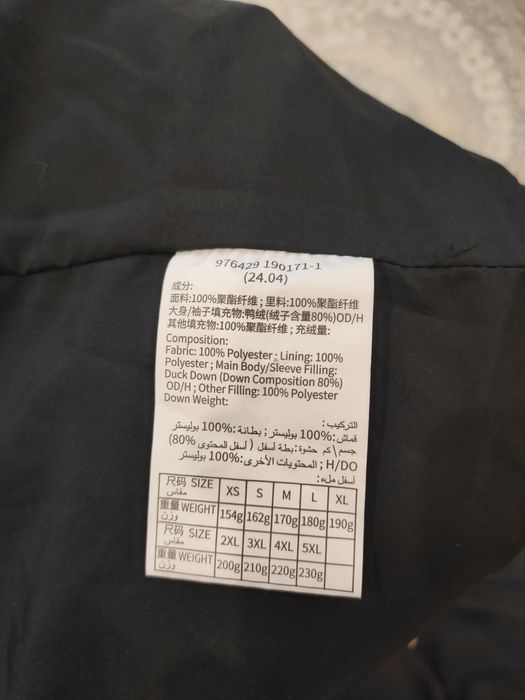 976429 190171-1
(24.04)
成分:
面料:100%聚酯纤维；里料:100%聚酯纤维
大身/袖子填充物:鸭绒(绒子含量80%)OD/H
其他填充物:100%聚酯纤维；充绒量:
Composition:
Fabric: 100% Polyester ; Lining: 100%
Polyester ; Main Body/Sleeve Filling:
Duck Down (Down Composition 80%)
OD/H ; Other Filling: 100% Polyester
Down Weight:
التركيب :
قماش :%100 بوليستر ; بطانة :%100 بوليستر
جسم\كم حشوة:بطة أسفل ( أسفل المحتوى %80)
H/DO ; المحتويات الأخرى:%100 بوليستر
أسفل ملء:
尺码 SIZE XS S M L XL
مقاس
重量 WEIGHT 154g 162g 170g 180g 190g
وزن
尺码 SIZE 2XL 3XL 4XL 5XL
مقاس
重量 WEIGHT 200g 210g 220g 230g
وزن